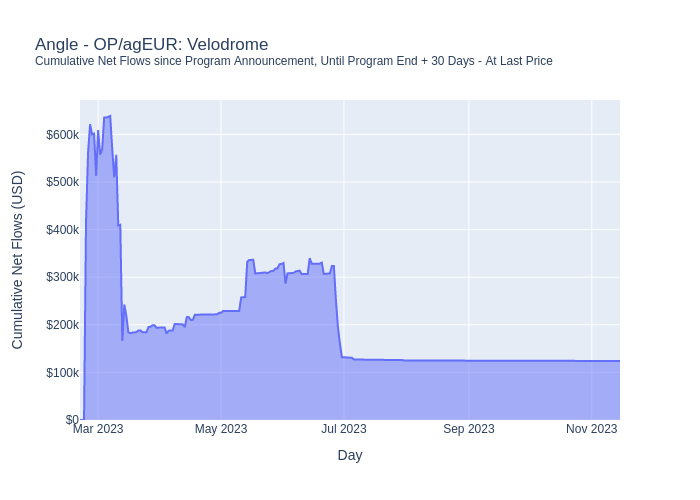 Angle - OP/agEUR: Velodrome
Cumulative Net Flows since Program Announcement, Until Program End + 30 Days - At Last Price
Cumulative Net Flows (USD)
$600k
$500k
$400k
$300k
$200k
$100k
$0
Mar 2023 May 2023 Jul 2023 Sep 2023 Nov 2023
Day